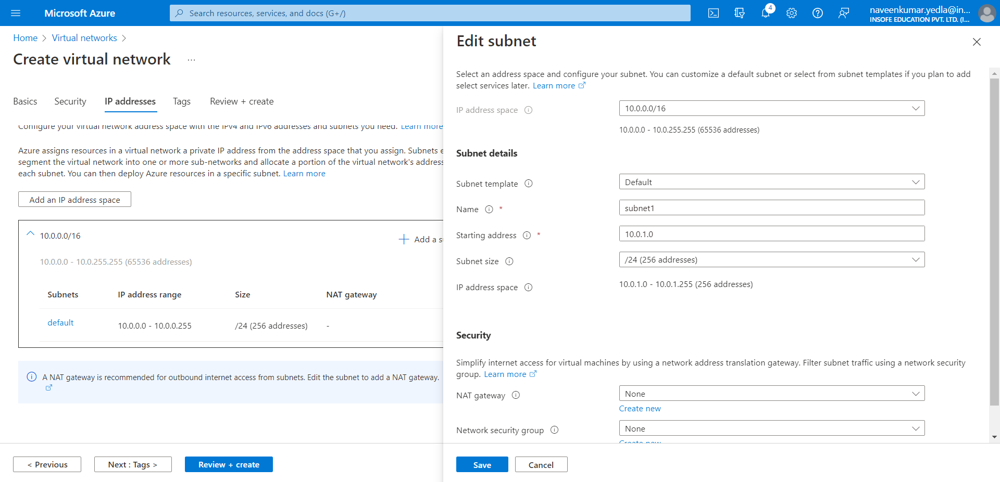 Microsoft Azure
Search resources, services, and docs (G+/)
4
naveenkumar.yedla@in...
INSOFE EDUCATION PVT. LTD. (I...
Home > Virtual networks >
Create virtual network ...
Basics Security IP addresses Tags Review + create
Configure your virtual network address space with the IPv4 and IPv6 addresses and subnets you need. Learn more
Azure assigns resources in a virtual network a private IP address from the address space that you assign. Subnets e
segment the virtual network into one or more sub-networks and allocate a portion of the virtual network's address
each subnet. You can then deploy Azure resources in a specific subnet. Learn more
Add an IP address space
10.0.0.0/16
+ Add a s
10.0.0.0 - 10.0.255.255 (65536 addresses)
Subnets IP address range Size NAT gateway
default 10.0.0.0 - 10.0.0.255 /24 (256 addresses) -
A NAT gateway is recommended for outbound internet access from subnets. Edit the subnet to add a NAT gateway.
< Previous Next : Tags > Review + create
Edit subnet
Select an address space and configure your subnet. You can customize a default subnet or select from subnet templates if you plan to add
select services later. Learn more
IP address space 10.0.0.0/16
10.0.0.0 - 10.0.255.255 (65536 addresses)
Subnet details
Subnet template Default
Name * subnet1
Starting address * 10.0.1.0
Subnet size /24 (256 addresses)
IP address space 10.0.1.0 - 10.0.1.255 (256 addresses)
Security
Simplify internet access for virtual machines by using a network address translation gateway. Filter subnet traffic using a network security
group. Learn more
NAT gateway None
Create new
Network security group None
Create new
Save Cancel